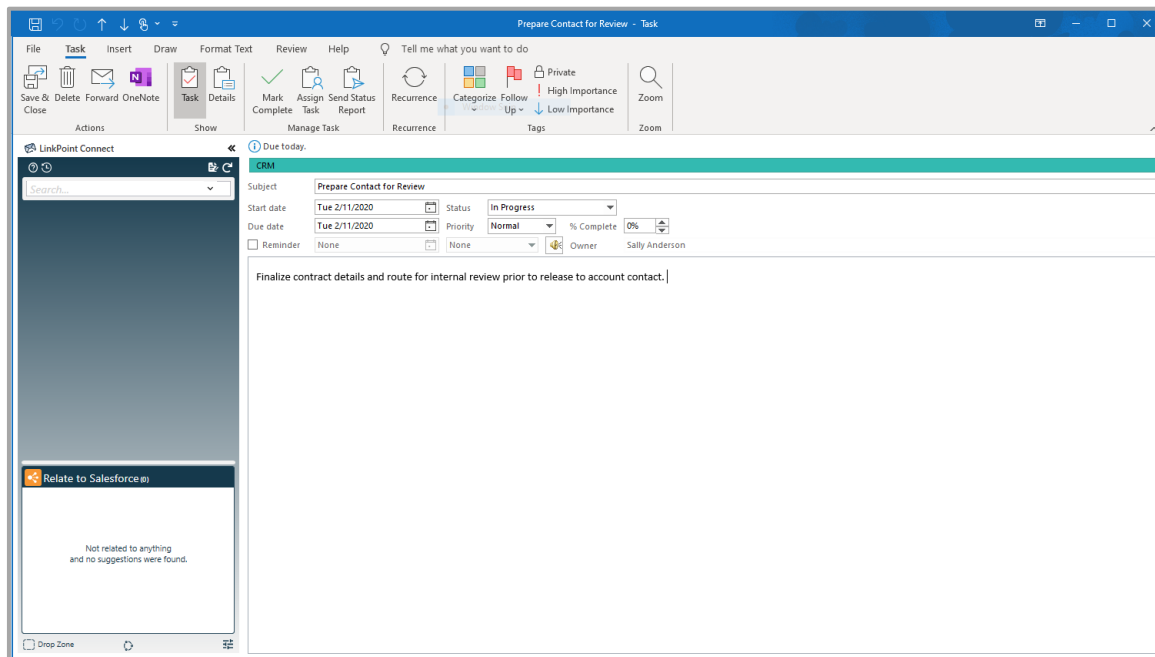 Prepare Contact for Review - Task
File Task Insert Draw Format Text Review Help Tell me what you want to do
Save & Close Delete Forward OneNote Task Details Mark Complete Assign Task Send Status Report Recurrence Categorize Follow Up Private
High Importance
Low Importance
Zoom
Actions Show Manage Task Recurrence Tags Zoom
LinkPoint Connect
Due today.
CRM
Search...
Subject Prepare Contact for Review
Start date Tue 2/11/2020 Status In Progress
Due date Tue 2/11/2020 Priority Normal % Complete 0%
Reminder None None Owner Sally Anderson
Finalize contract details and route for internal review prior to release to account contact.
Relate to Salesforce (0)
Not related to anything
and no suggestions were found.
Drop Zone